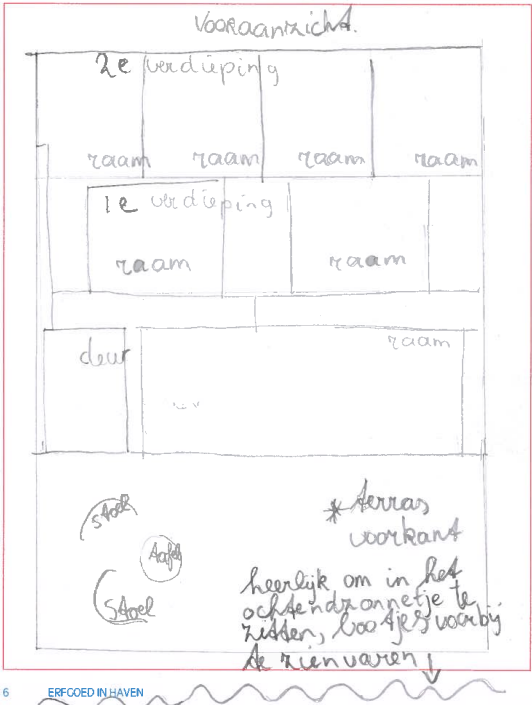 Vooraanzicht.
2e verdieping
raam raam raam raam
1e verdieping
raam raam
deur raam
stoel
Tafel
Stoel
* terras
voorkant
heerlijk om in het
ochtendzonnetje te
zitten, bootjes voorbij
te zien varen
6 ERFGOED IN HAVEN